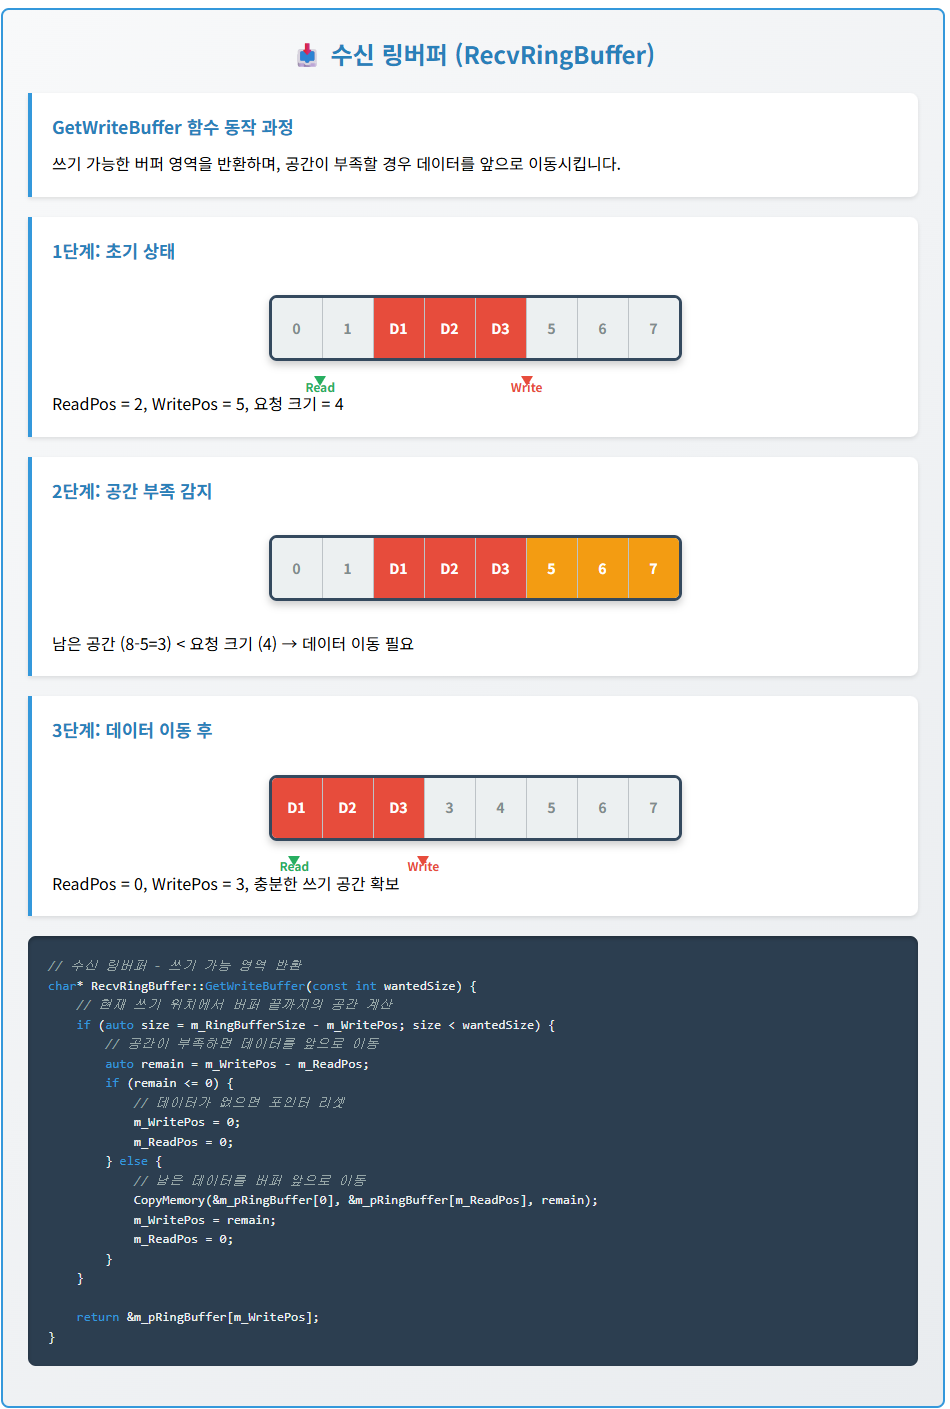 수신 링버퍼 (RecvRingBuffer)
GetWriteBuffer 함수 동작 과정
쓰기 가능한 버퍼 영역을 반환하며, 공간이 부족할 경우 데이터를 앞으로 이동시킵니다.
1단계: 초기 상태
0 1 D1 D2 D3 5 6 7
Read Write
ReadPos = 2, WritePos = 5, 요청 크기 = 4
2단계: 공간 부족 감지
0 1 D1 D2 D3 5 6 7
남은 공간 (8-5=3) < 요청 크기 (4) → 데이터 이동 필요
3단계: 데이터 이동 후
D1 D2 D3 3 4 5 6 7
Read Write
ReadPos = 0, WritePos = 3, 충분한 쓰기 공간 확보
// 수신 링버퍼 - 쓰기 가능 영역 반환
char* RecvRingBuffer::GetWriteBuffer(const int wantedSize) {
    // 현재 쓰기 위치에서 버퍼 끝까지의 공간 계산
    if (auto size = m_RingBufferSize - m_WritePos; size < wantedSize) {
        // 공간이 부족하면 데이터를 앞으로 이동
        auto remain = m_WritePos - m_ReadPos;
        if (remain <= 0) {
            // 데이터가 없으면 포인터 리셋
            m_WritePos = 0;
            m_ReadPos = 0;
        } else {
            // 남은 데이터를 버퍼 앞으로 이동
            CopyMemory(&m_pRingBuffer[0], &m_pRingBuffer[m_ReadPos], remain);
            m_WritePos = remain;
            m_ReadPos = 0;
        }
    }
    return &m_pRingBuffer[m_WritePos];
}